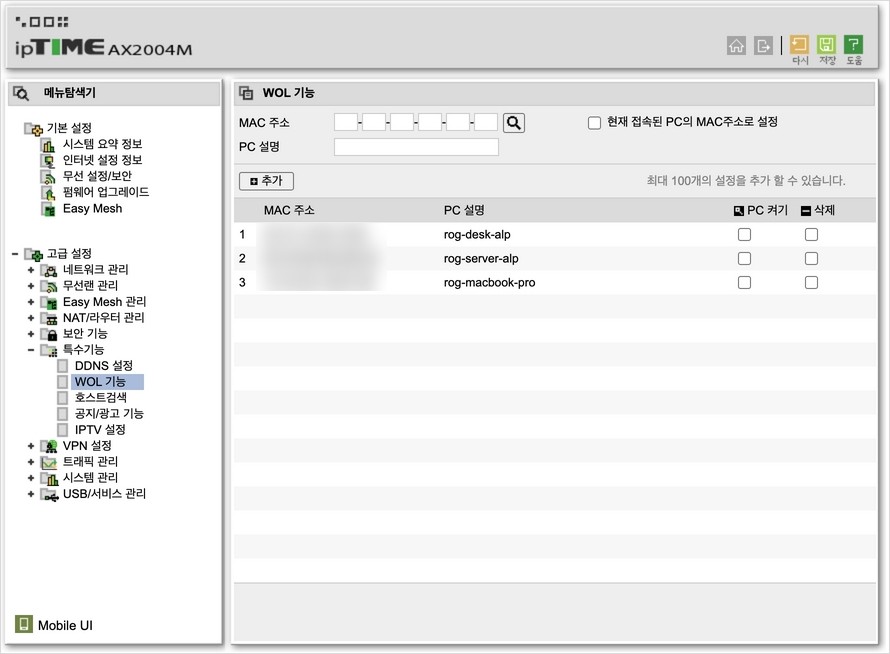 ipTIME AX2004M
다시 저장 도움
메뉴탐색기
기본 설정
시스템 요약 정보
인터넷 설정 정보
무선 설정/보안
펌웨어 업그레이드
Easy Mesh
고급 설정
네트워크 관리
무선랜 관리
Easy Mesh 관리
NAT/라우터 관리
보안 기능
특수기능
DDNS 설정
WOL 기능
호스트검색
공지/광고 기능
IPTV 설정
VPN 설정
트래픽 관리
시스템 관리
USB/서비스 관리
Mobile UI
WOL 기능
MAC 주소 - - - - - 현재 접속된 PC의 MAC주소로 설정
PC 설명
추가 최대 100개의 설정을 추가 할 수 있습니다.
MAC 주소 PC 설명 PC 켜기 삭제
1 rog-desk-alp
2 rog-server-alp
3 rog-macbook-pro